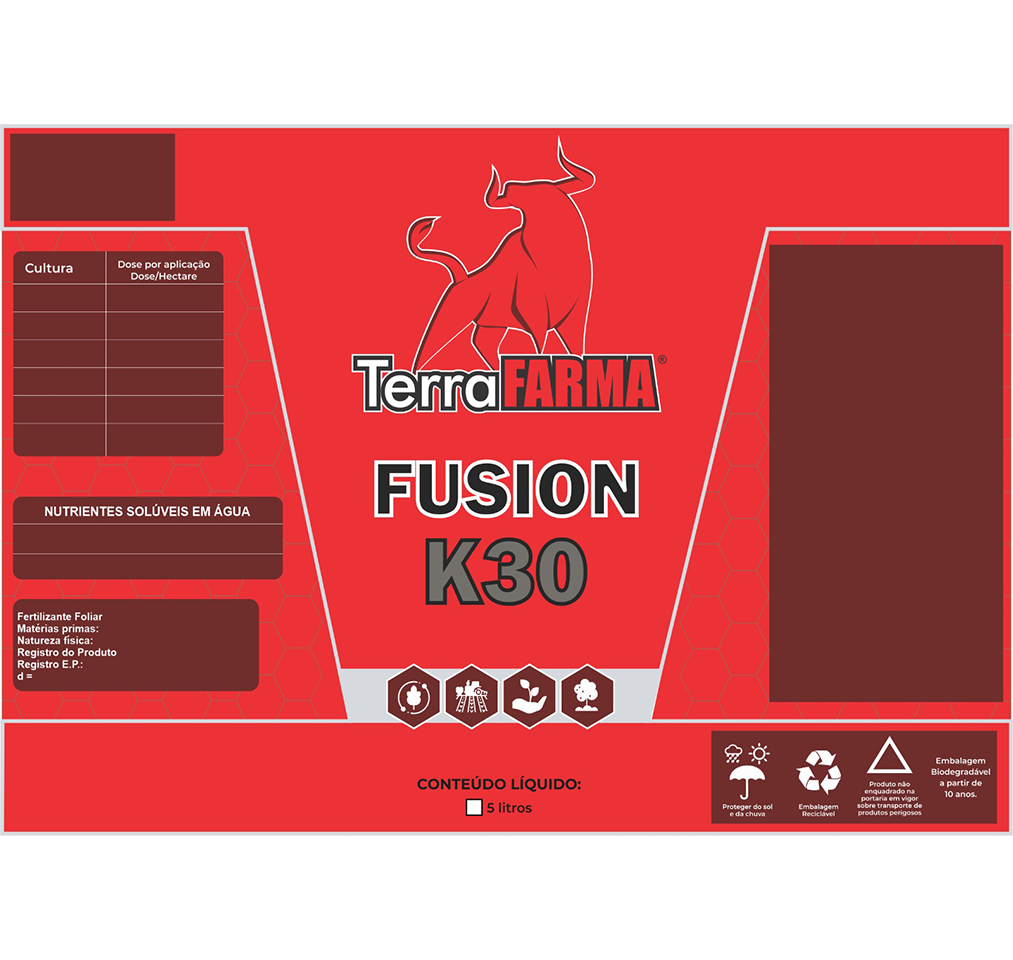 Cultura
Dose por aplicação
Dose/Hectare
NUTRIENTES SOLÚVEIS EM ÁGUA
Fertilizante Foliar
Matérias primas:
Natureza física:
Registro do Produto
Registro E.P.:
d =
TerraFARMA®
FUSION
K30
CONTEÚDO LÍQUIDO:
5 litros
Proteger do sol
e da chuva
Embalagem
Reciclável
Produto não
enquadrado na
portaria em vigor
sobre transporte de
produtos perigosos
Embalagem
Biodegradável
a partir de
10 anos.